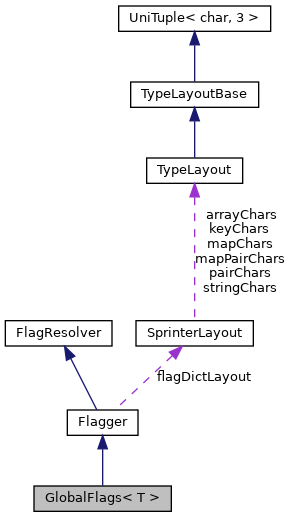 UniTuple< char, 3 >
TypeLayoutBase
TypeLayout
arrayChars
keyChars
mapChars
mapPairChars
pairChars
stringChars
FlagResolver
SprinterLayout
flagDictLayout
Flagger
GlobalFlags< T >